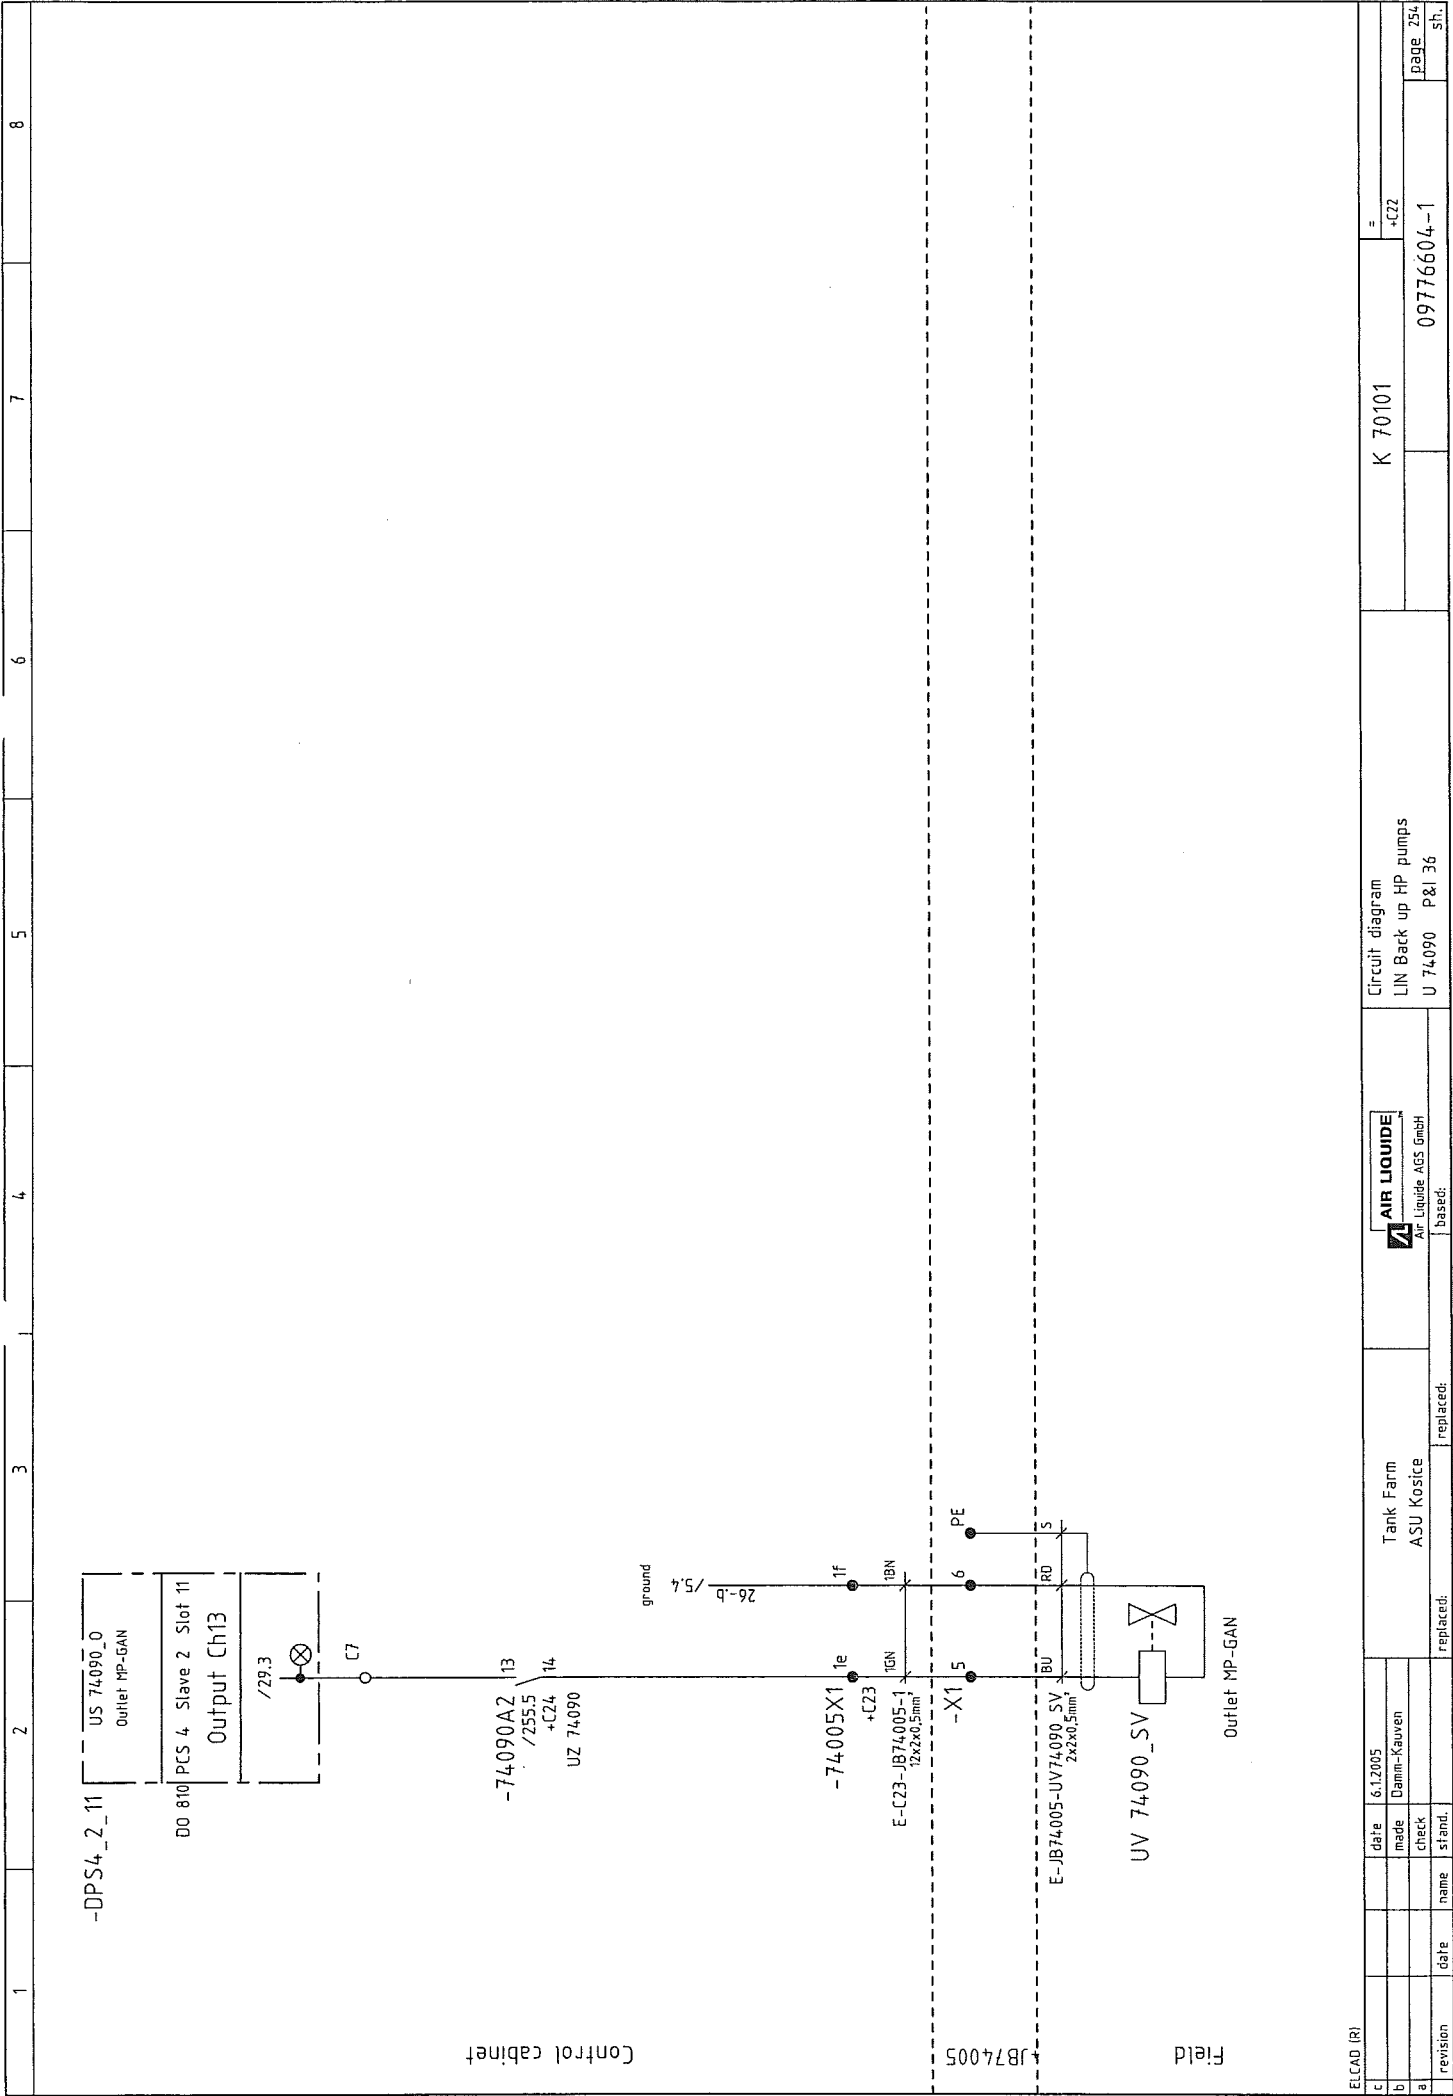 1
2
3
4
5
6
7
8
-DPS4_2_11
US 74090_O
Outlet MP-GAN
DO 810 PCS 4 Slave 2 Slot 11
Output Ch13
/29.3
C7
-74090A2
/255.5
+C24
UZ 74090
13
14
ground
/5.4
26-.b
-74005X1
+C23
1e
1f
E-C23-JB74005-1
12x2x0,5mm²
1GN
1BN
-X1
5
6
PE
E-JB74005-UV74090_SV
2x2x0,5mm²
BU
RD
S
UV 74090_SV
Outlet MP-GAN
Control cabinet
+JB74005
Field
ELCAD (R)
c
b
a
revision
date
name
date
6.1.2005
made
Damm-Kauven
check
stand.
Tank Farm
ASU Kosice
replaced:
replaced:
AIR LIQUIDE
Air Liquide AGS GmbH
based:
Circuit diagram
LIN Back up HP pumps
U 74090 P&I 36
K 70101
09776604-1
=
+C22
page 254
sh.